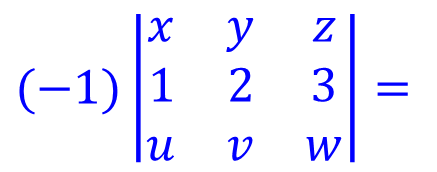 x y z
(−1) 1 2 3 =
u v w